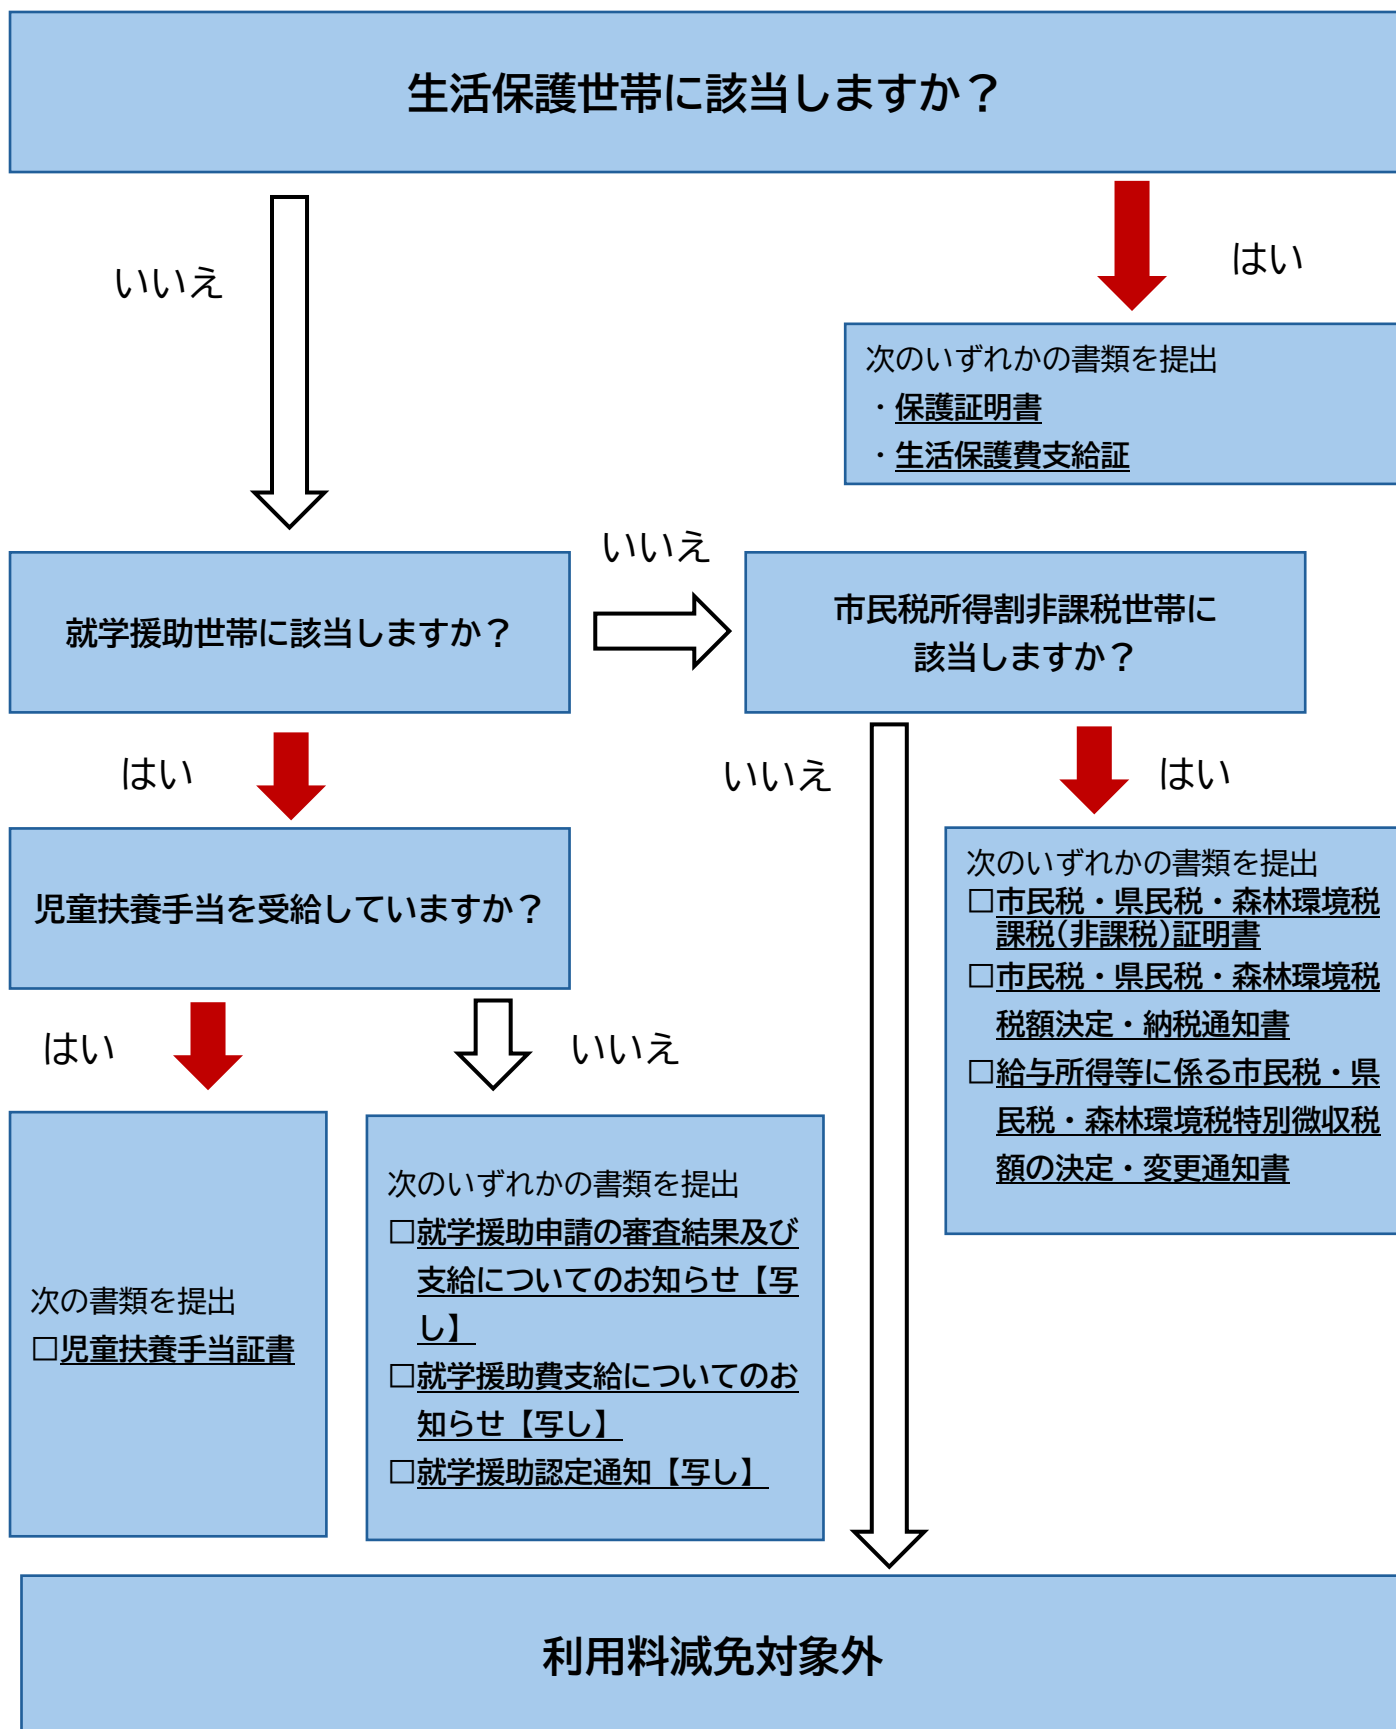 生活保護世帯に該当しますか？
いいえ
はい
次のいずれかの書類を提出
・保護証明書
・生活保護費支給証
就学援助世帯に該当しますか？
いいえ
市民税所得割非課税世帯に
該当しますか？
はい
いいえ
はい
児童扶養手当を受給していますか？
次のいずれかの書類を提出
□市民税・県民税・森林環境税
課税(非課税)証明書
□市民税・県民税・森林環境税
税額決定・納税通知書
□給与所得等に係る市民税・県
民税・森林環境税特別徴収税
額の決定・変更通知書
はい
いいえ
次の書類を提出
□児童扶養手当証書
次のいずれかの書類を提出
□就学援助申請の審査結果及び
支給についてのお知らせ【写
し】
□就学援助費支給についてのお
知らせ【写し】
□就学援助認定通知【写し】
利用料減免対象外